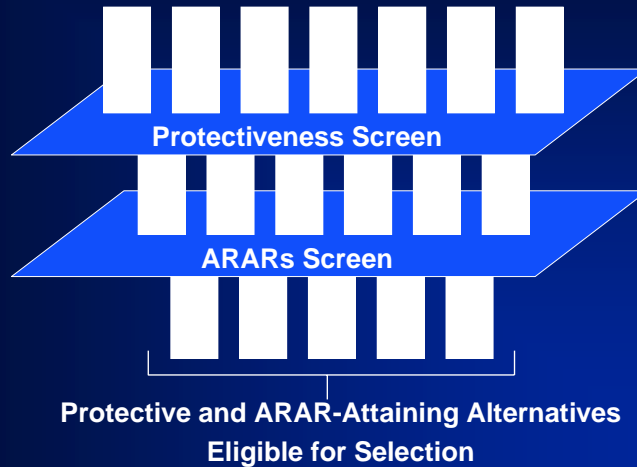 Protectiveness Screen
ARARs Screen
Protective and ARAR-Attaining Alternatives
Eligible for Selection